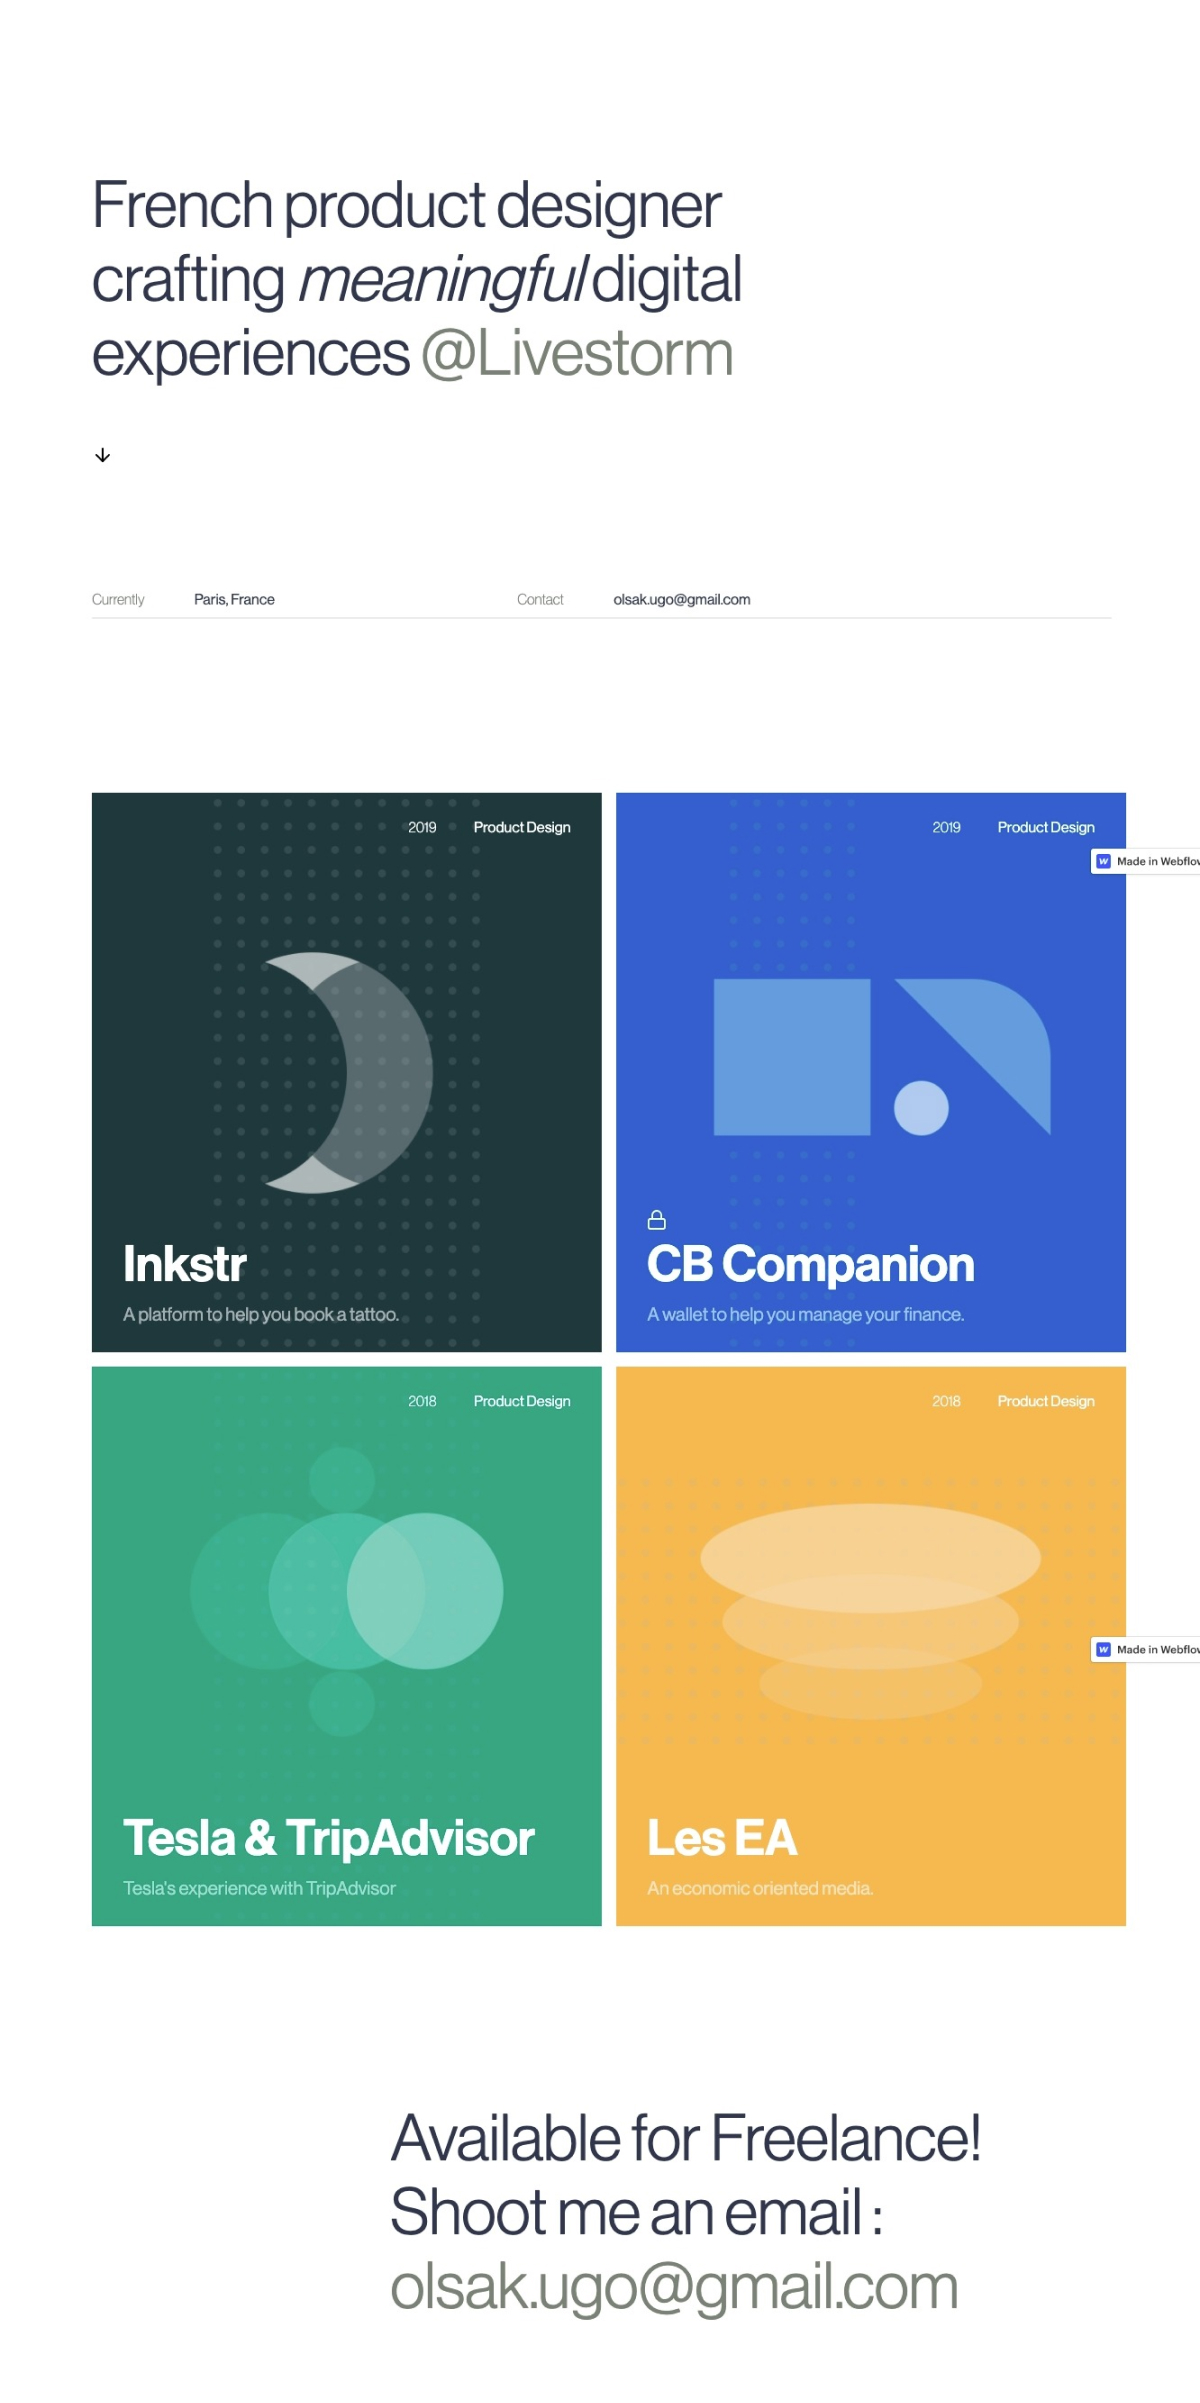 French product designer
crafting meaningful digital
experiences @Livestorm
Currently Paris, France Contact olsak.ugo@gmail.com
2019 Product Design
Inkstr
A platform to help you book a tattoo.
2019 Product Design
Made in Webflow
CB Companion
A wallet to help you manage your finance.
2018 Product Design
Tesla & TripAdvisor
Tesla's experience with TripAdvisor
2018 Product Design
Made in Webflow
Les EA
An economic oriented media.
Available for Freelance!
Shoot me an email :
olsak.ugo@gmail.com